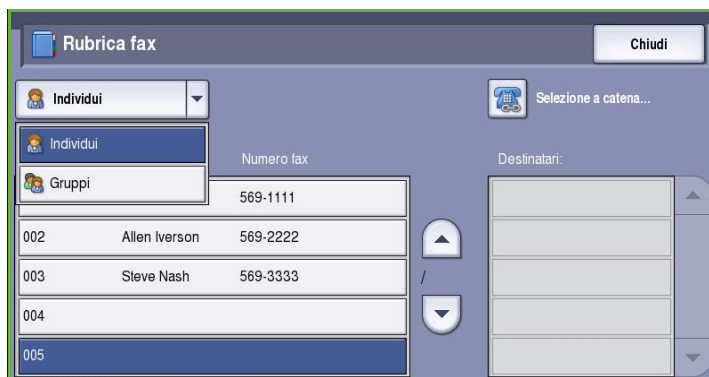 Rubrica fax
Chiudi
Individui
Selezione a catena...
Individui
Gruppi
Numero fax
Destinatari:
569-1111
002 Allen Iverson 569-2222
003 Steve Nash 569-3333
/
004
005